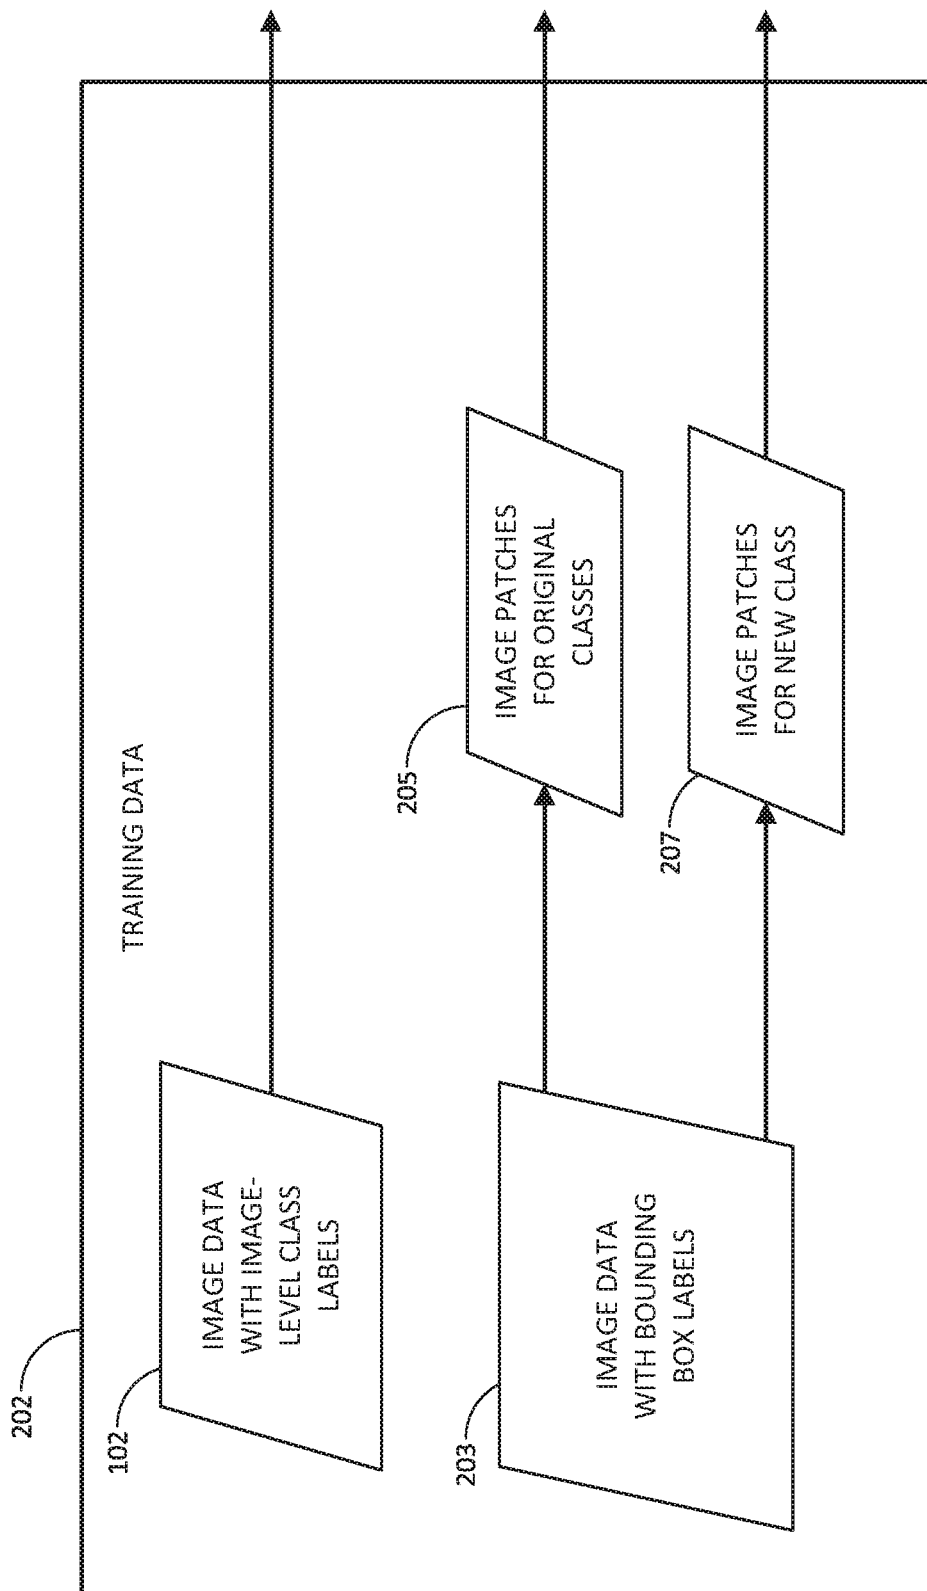 202
TRAINING DATA
102
IMAGE DATA
WITH IMAGE-
LEVEL CLASS
LABELS
203
IMAGE DATA
WITH BOUNDING
BOX LABELS
205
IMAGE PATCHES
FOR ORIGINAL
CLASSES
207
IMAGE PATCHES
FOR NEW CLASS